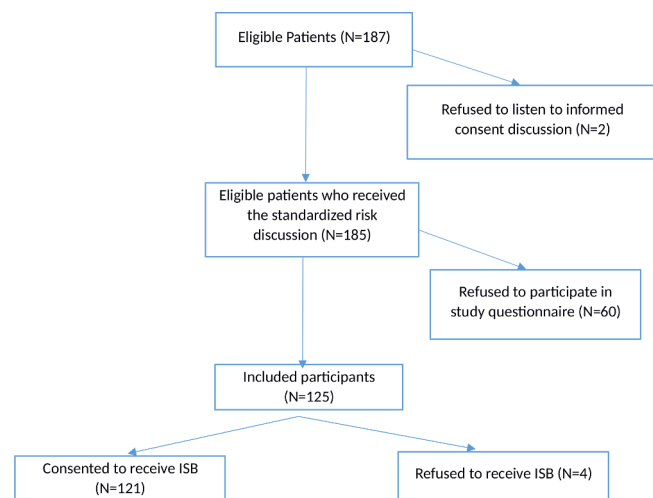 Eligible Patients (N=187)
Refused to listen to informed
consent discussion (N=2)
Eligible patients who received
the standardized risk
discussion (N=185)
Refused to participate in
study questionnaire (N=60)
Included participants
(N=125)
Consented to receive ISB
(N=121)
Refused to receive ISB (N=4)